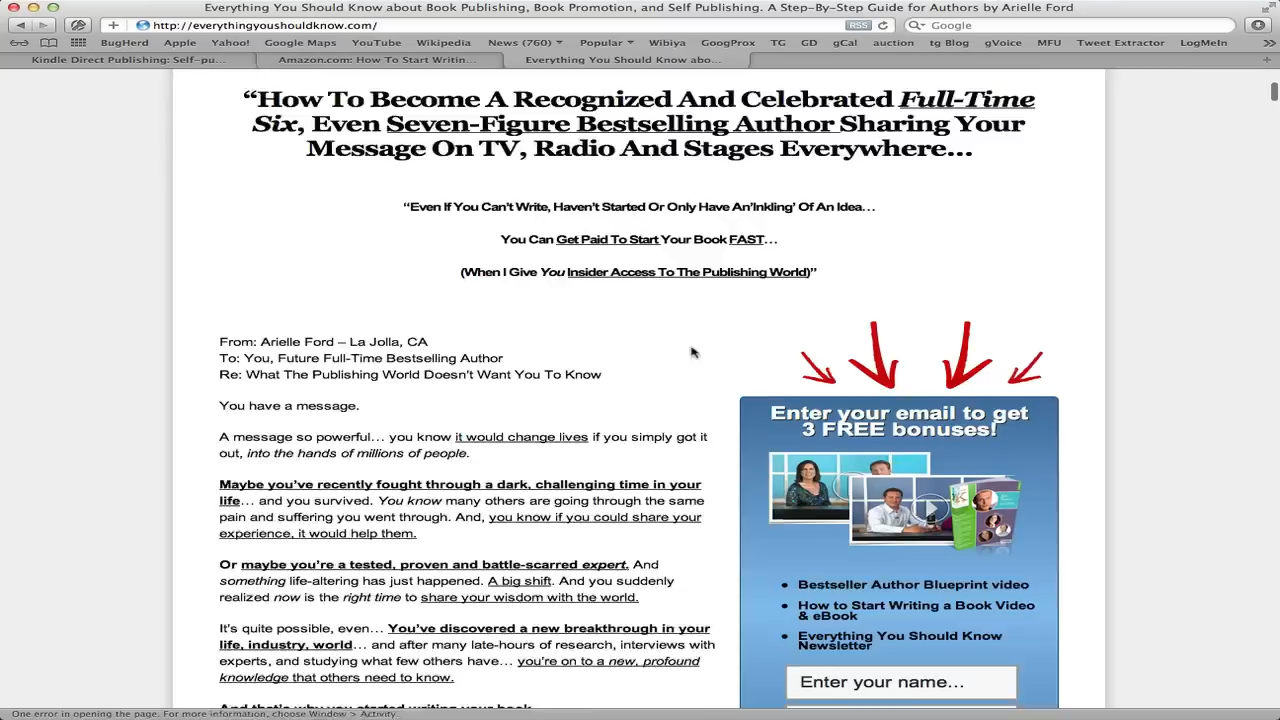 Everything You Should Know about Book Publishing, Book Promotion, and Self Publishing. A Step-By-Step Guide for Authors by Arielle Ford
http://everythingyoushouldknow.com/
RSS
Google
BugHerd Apple Yahoo! Google Maps YouTube Wikipedia News (760) Popular Wibiya GoogProx TG GD gCal auction tg Blog gVoice MFU Tweet Extractor LogMeIn
Kindle Direct Publishing: Self-pu... Amazon.com: How To Start Writin... Everything You Should Know abo...
“How To Become A Recognized And Celebrated Full-Time
Six, Even Seven-Figure Bestselling Author Sharing Your
Message On TV, Radio And Stages Everywhere…
“Even If You Can’t Write, Haven’t Started Or Only Have An‘Inkling’ Of An Idea…
You Can Get Paid To Start Your Book FAST…
(When I Give You Insider Access To The Publishing World)”
From: Arielle Ford – La Jolla, CA
To: You, Future Full-Time Bestselling Author
Re: What The Publishing World Doesn’t Want You To Know
You have a message.
A message so powerful… you know it would change lives if you simply got it
out, into the hands of millions of people.
Maybe you’ve recently fought through a dark, challenging time in your
life… and you survived. You know many others are going through the same
pain and suffering you went through. And, you know if you could share your
experience, it would help them.
Or maybe you’re a tested, proven and battle-scarred expert. And
something life-altering has just happened. A big shift. And you suddenly
realized now is the right time to share your wisdom with the world.
It’s quite possible, even… You’ve discovered a new breakthrough in your
life, industry, world… and after many late-hours of research, interviews with
experts, and studying what few others have… you’re on to a new, profound
knowledge that others need to know.
And that’s why you started writing your book
Enter your email to get
3 FREE bonuses!
Bestseller Author Blueprint video
How to Start Writing a Book Video
& eBook
Everything You Should Know
Newsletter
Enter your name...
One error in opening the page. For more information, choose Window > Activity.